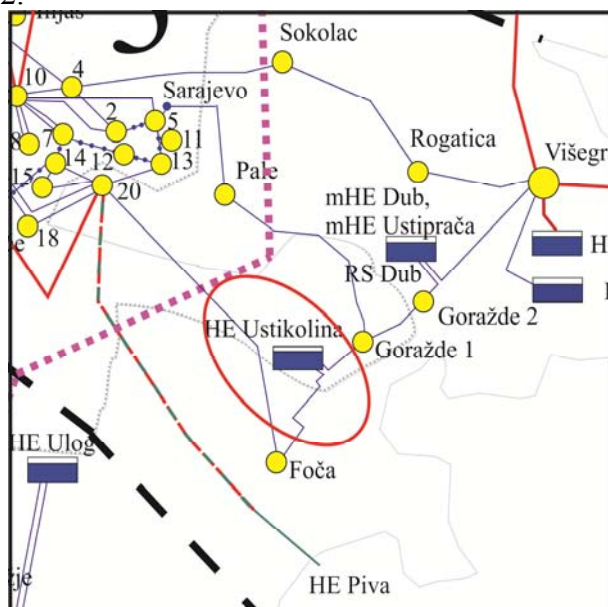 2.
Sokolac
10
4
Sarajevo
5
2
8
7
11
Rogatica
14
12
13
Višegr
15
20
Pale
mHE Dub,
mHE Ustiprača
18
H
RS Dub
Goražde 2
HE Ustikolina
Goražde 1
HE Ulog
Foča
HE Piva